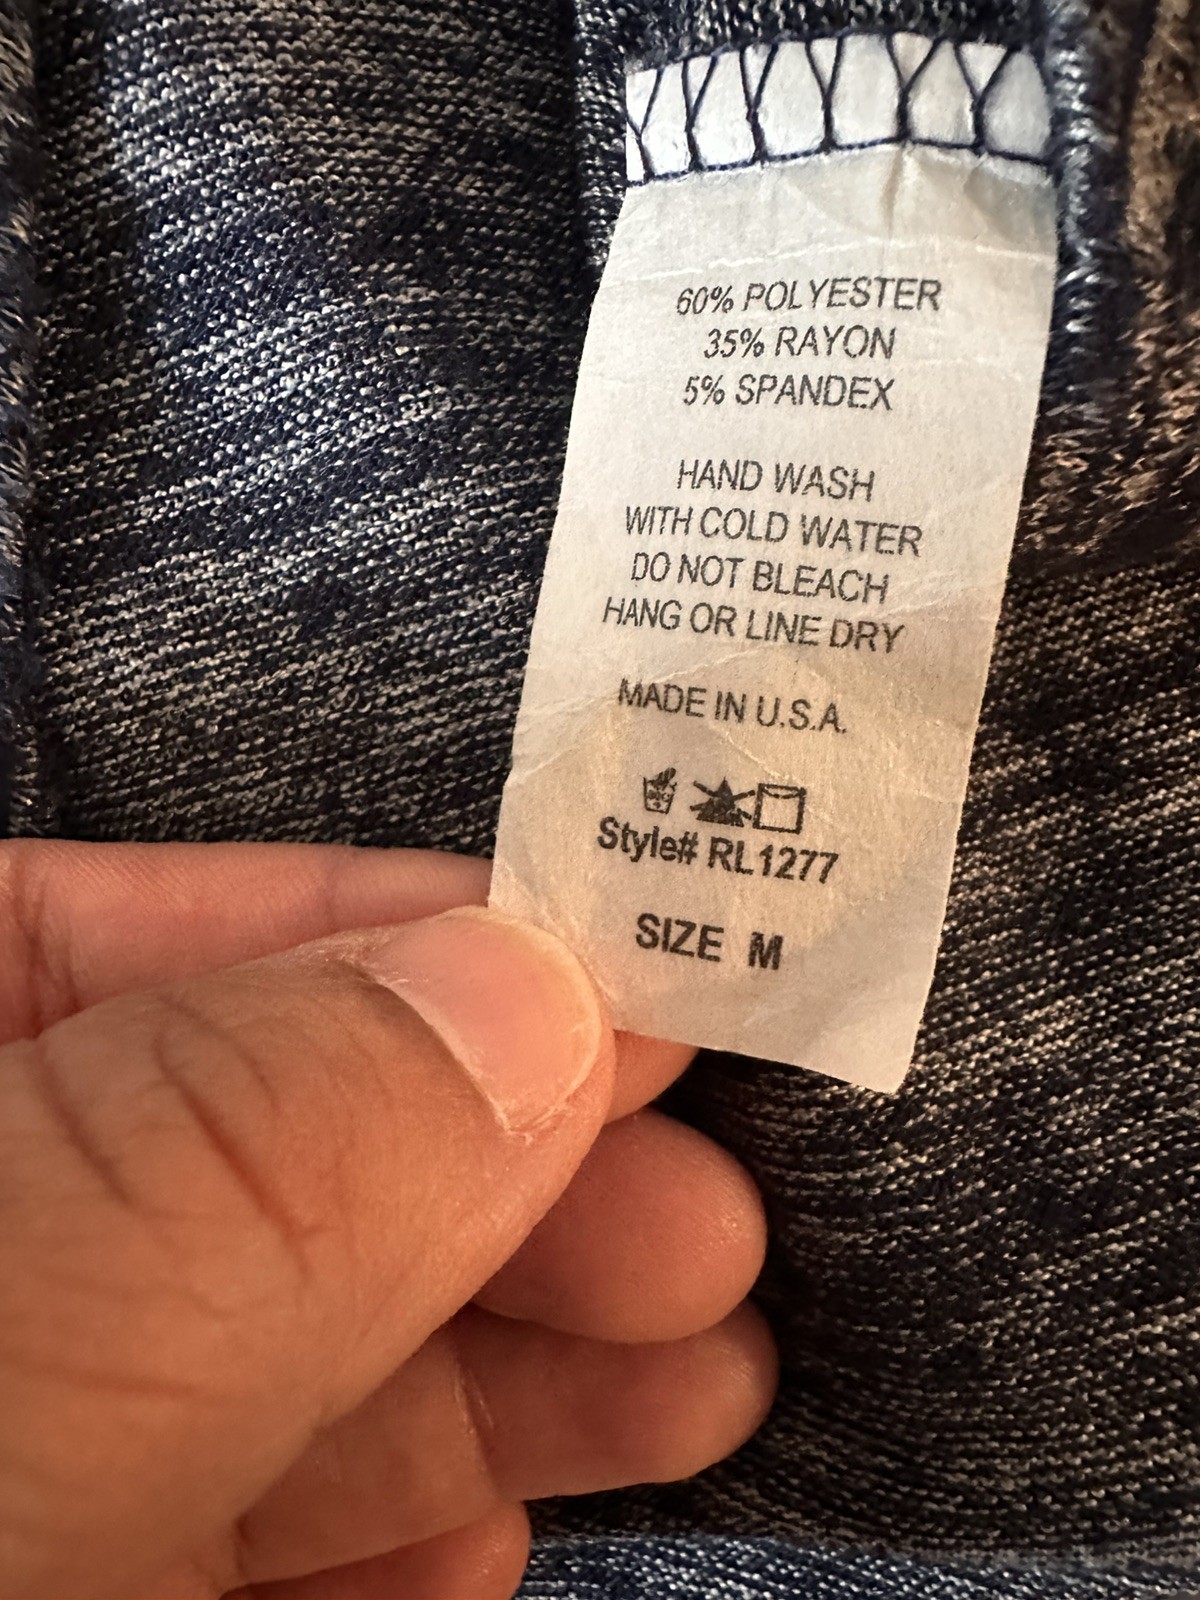 60% POLYESTER
35% RAYON
5% SPANDEX
HAND WASH
WITH COLD WATER
DO NOT BLEACH
HANG OR LINE DRY
MADE IN U.S.A.
Style# RL1277
SIZE M